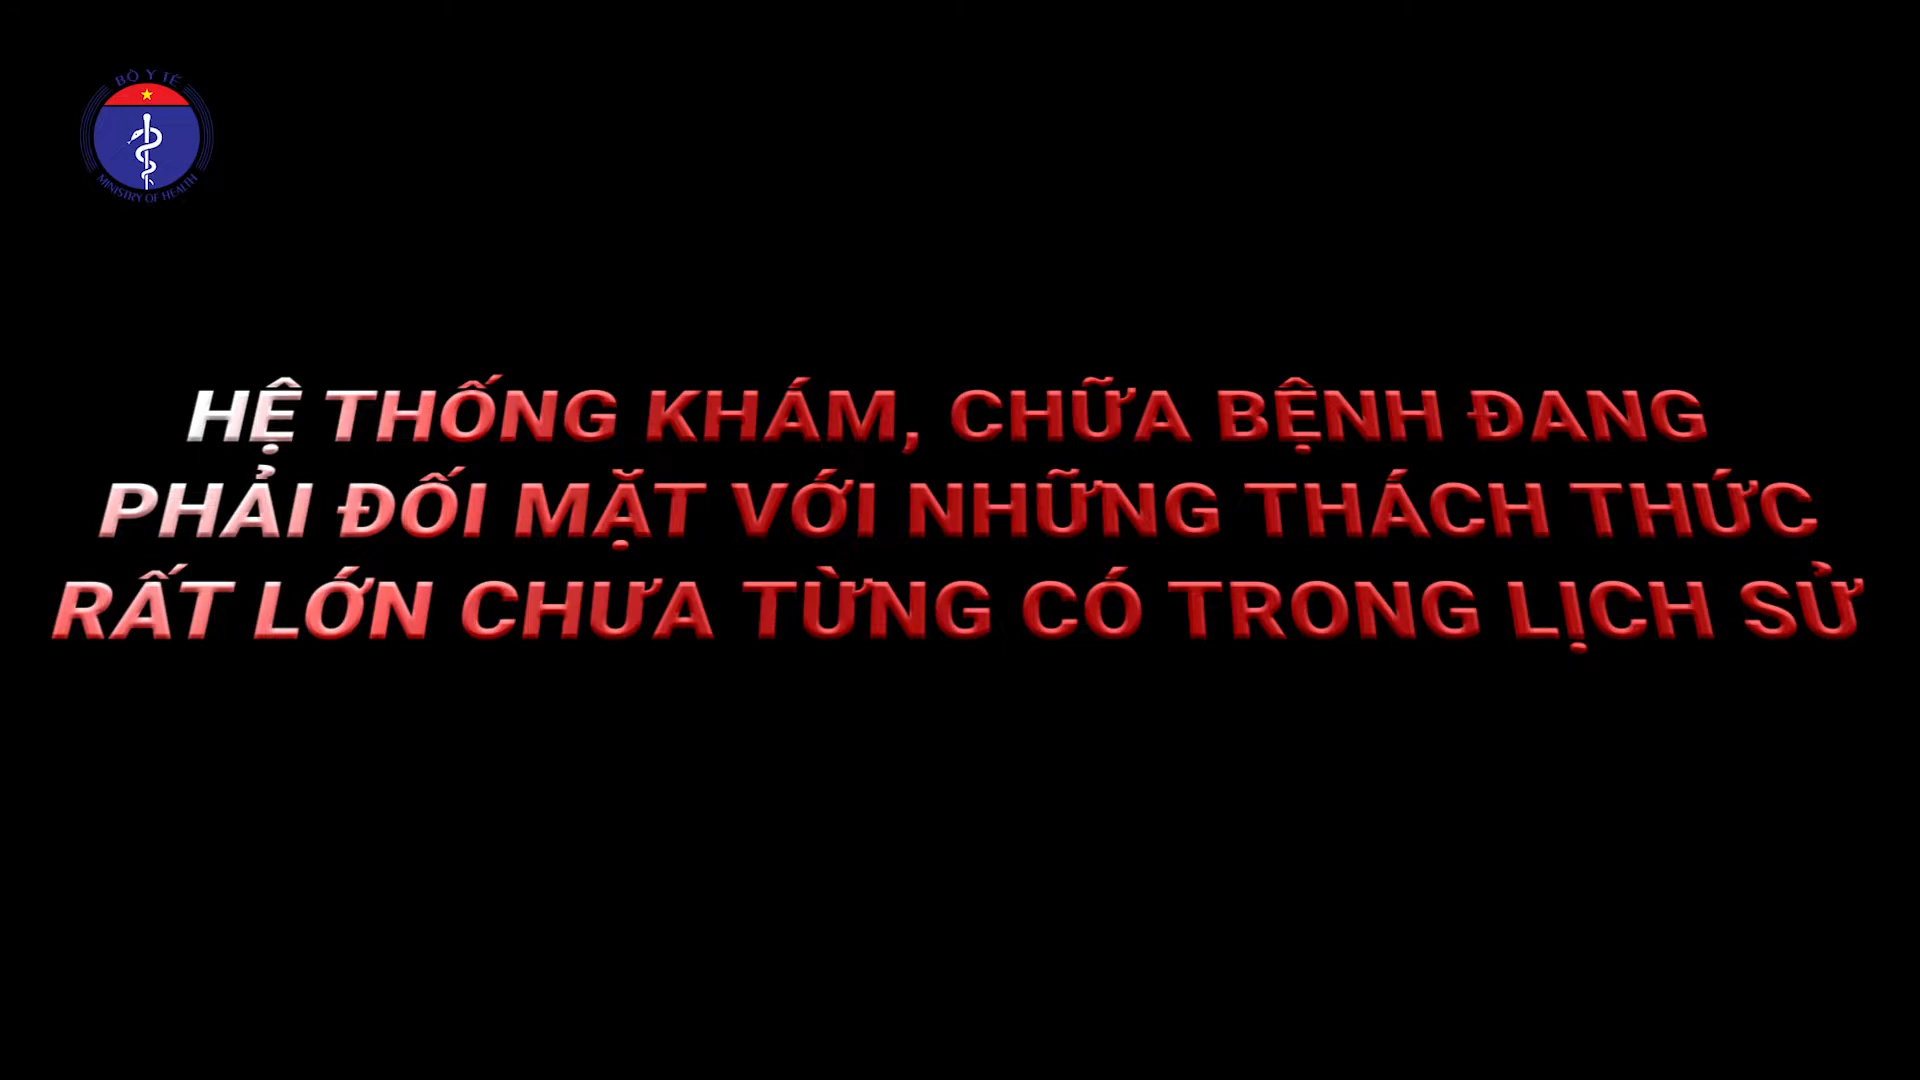 BỘ Y TẾ
MINISTRY OF HEALTH
HỆ THỐNG KHÁM, CHỮA BỆNH ĐANG
PHẢI ĐỐI MẶT VỚI NHỮNG THÁCH THỨC
RẤT LỚN CHƯA TỪNG CÓ TRONG LỊCH SỬ